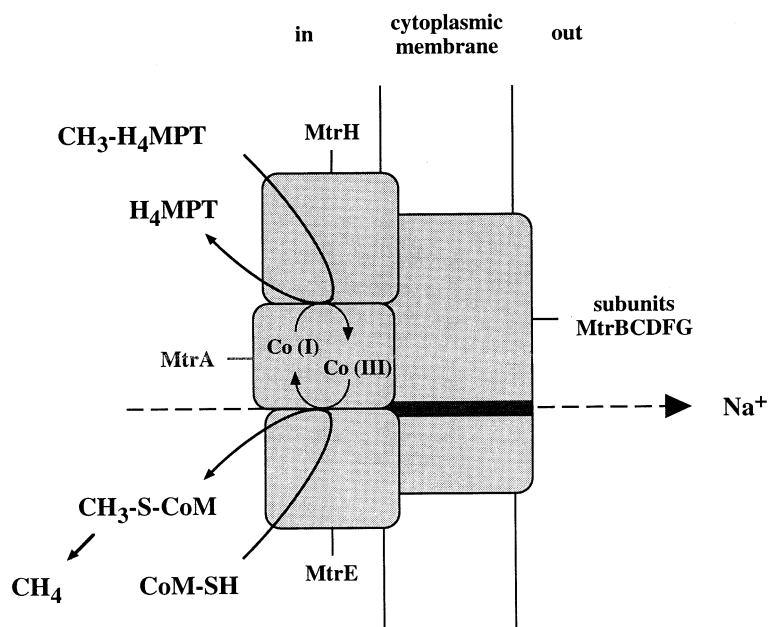 in
cytoplasmic
membrane
out
CH3-H4MPT
MtrH
H4MPT
subunits
MtrBCDFG
Co (I)
MtrA
Co (III)
Na+
CH3-S-CoM
CH4
CoM-SH
MtrE